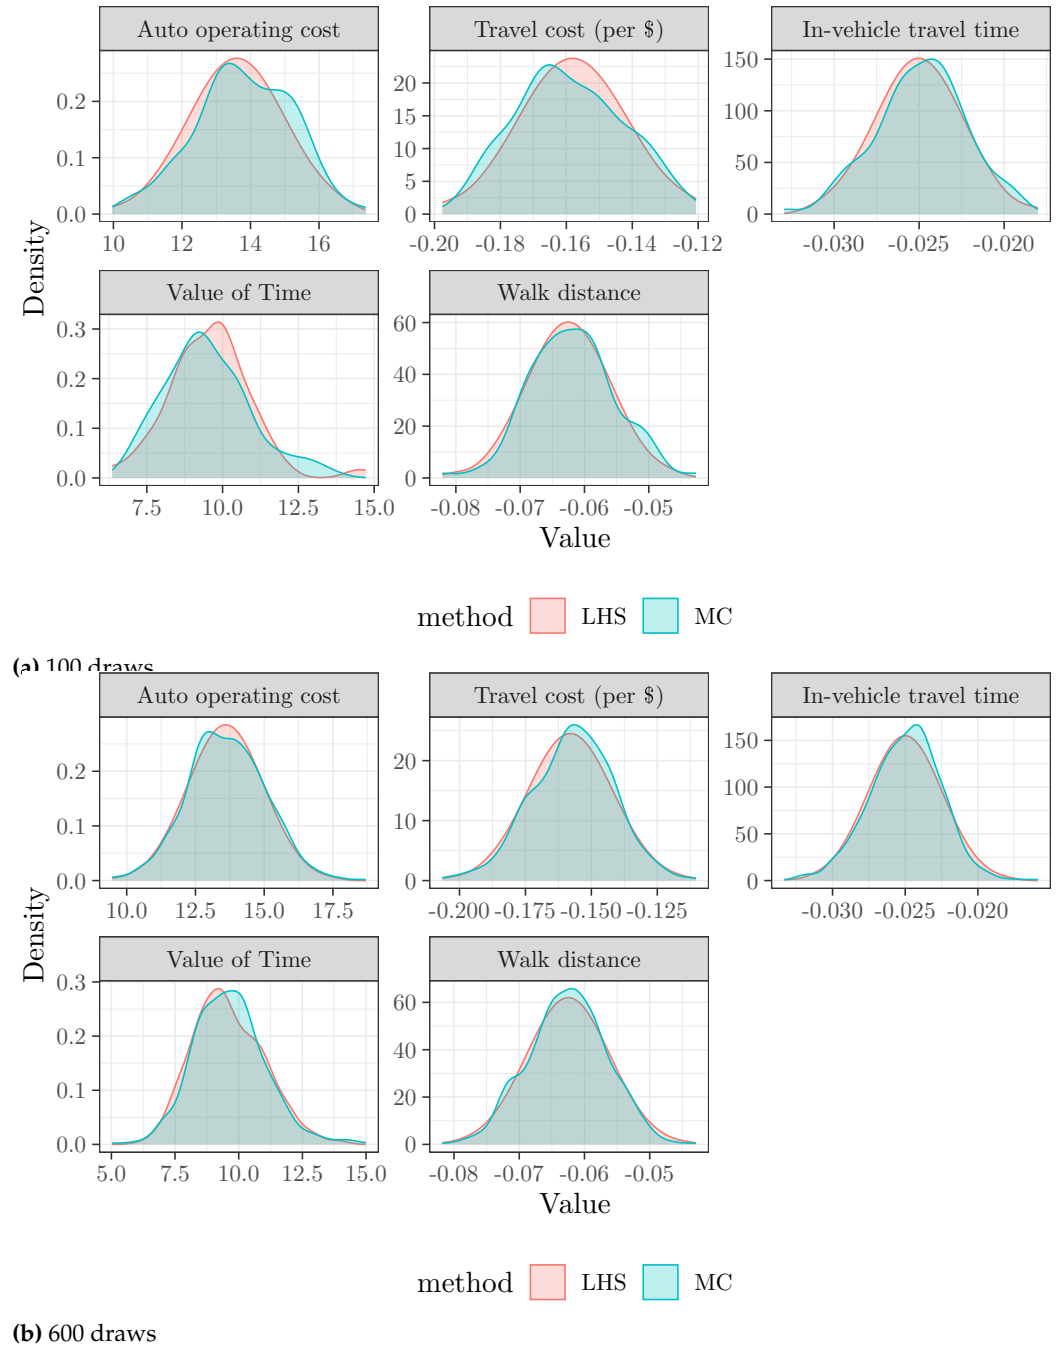 Auto operating cost Travel cost (per $) In-vehicle travel time
0.2 0.1 0.0
10 12 14 16
20 15 10 5 0
-0.20 -0.18 -0.16 -0.14 -0.12
150 100 50 0
-0.030 -0.025 -0.020
Density
Value of Time Walk distance
0.3 0.2 0.1 0.0
7.5 10.0 12.5 15.0
60 40 20 0
-0.08 -0.07 -0.06 -0.05
Value
method LHS MC
(a) 100 draws
Auto operating cost Travel cost (per $) In-vehicle travel time
0.2 0.1 0.0
10.0 12.5 15.0 17.5
20 10 0
-0.200 -0.175 -0.150 -0.125
150 100 50 0
-0.030 -0.025 -0.020
Density
Value of Time Walk distance
0.3 0.2 0.1 0.0
5.0 7.5 10.0 12.5 15.0
60 40 20 0
-0.08 -0.07 -0.06 -0.05
Value
method LHS MC
(b) 600 draws